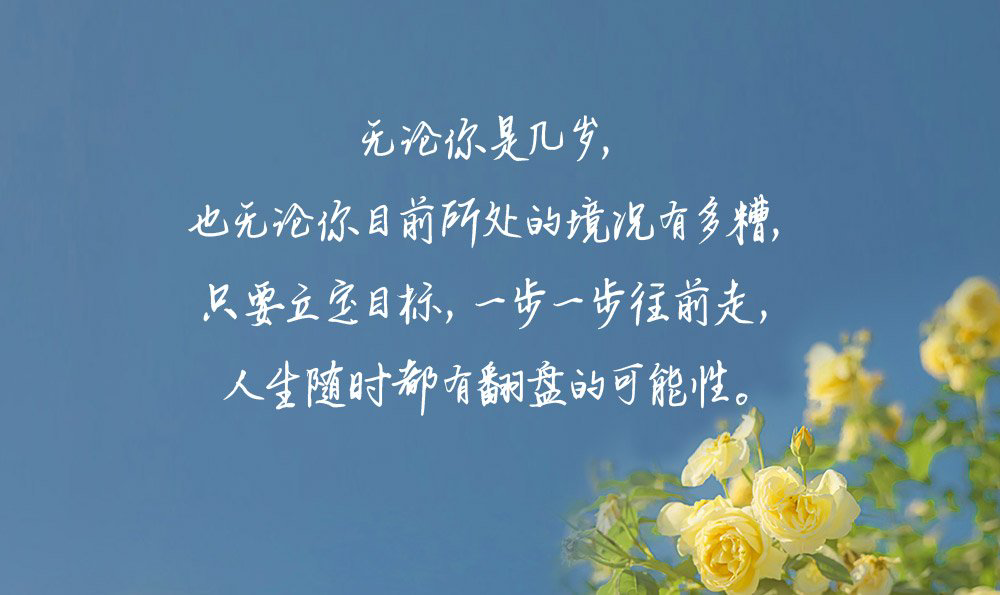 无论你是几岁,
也无论你目前所处的境况有多糟,
只要立定目标, 一步一步往前走,
人生随时都有翻盘的可能性。